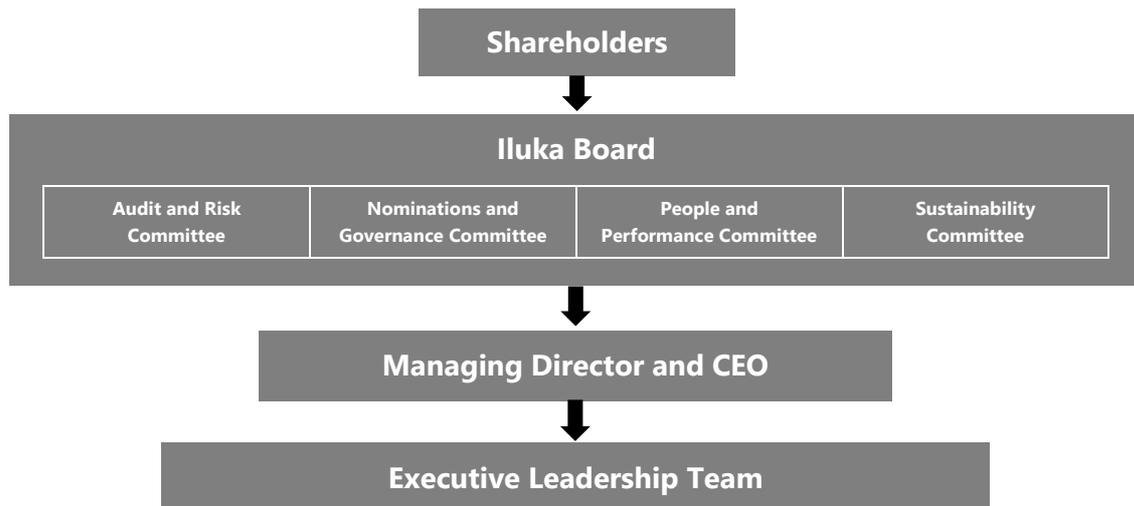 Shareholders
Iluka Board
Audit and Risk
Committee
Nominations and
Governance Committee
People and
Performance Committee
Sustainability
Committee
Managing Director and CEO
Executive Leadership Team